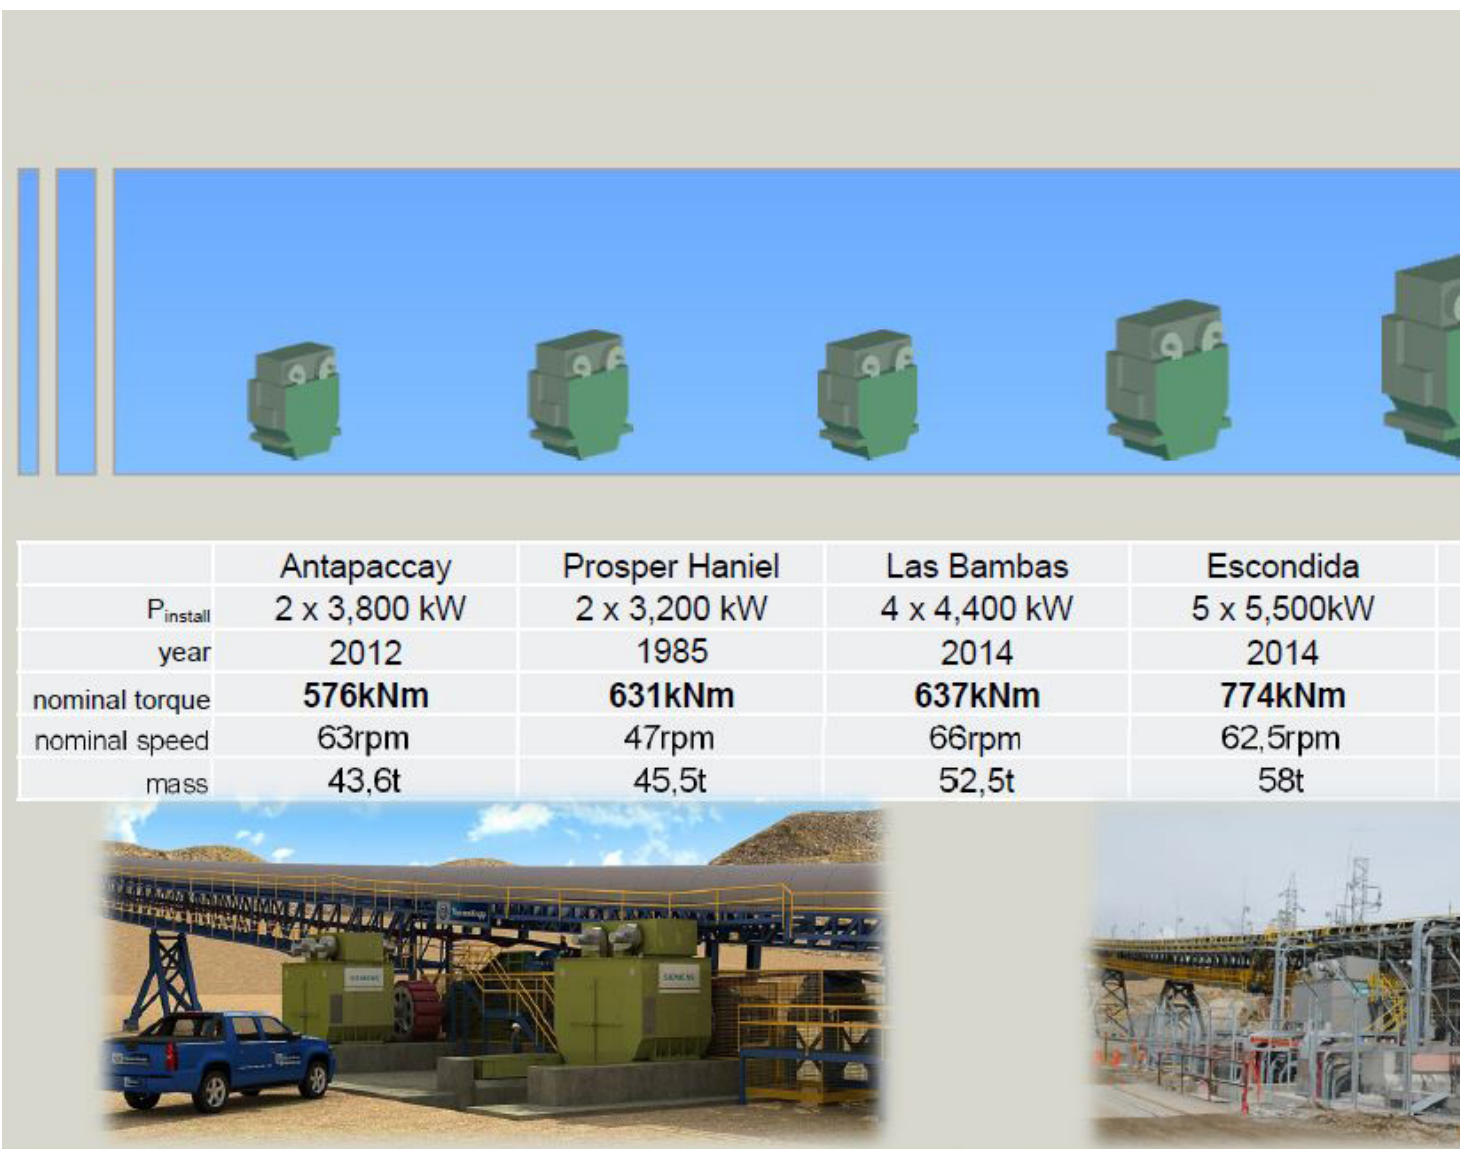 Antapaccay Prosper Haniel Las Bambas Escondida
Pinstall 2 x 3,800 kW 2 x 3,200 kW 4 x 4,400 kW 5 x 5,500kW
year 2012 1985 2014 2014
nominal torque 576kNm 631kNm 637kNm 774kNm
nominal speed 63rpm 47rpm 66rpm 62,5rpm
mass 43,6t 45,5t 52,5t 58t
SIEMENS
SIEMENS